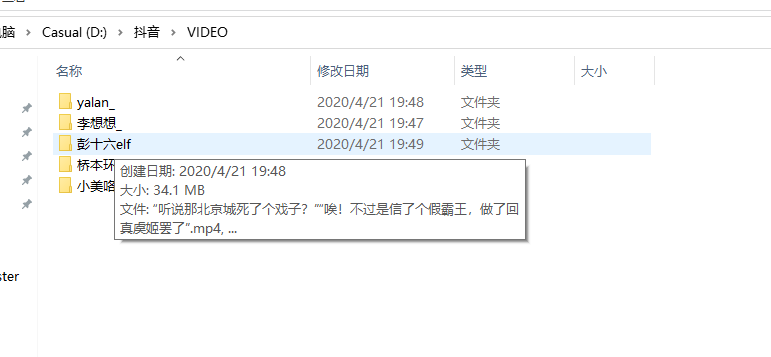 脑 > Casual (D:) > 抖音 > VIDEO
名称 修改日期 类型 大小
yalan_ 2020/4/21 19:48 文件夹
李想想_ 2020/4/21 19:47 文件夹
彭十六elf 2020/4/21 19:49 文件夹
桥本环
小美咯
创建日期: 2020/4/21 19:48
大小: 34.1 MB
文件: “听说那北京城死了个戏子？”“唉！不过是信了个假霸王，做了回
真虞姬罢了”.mp4, ...
ster